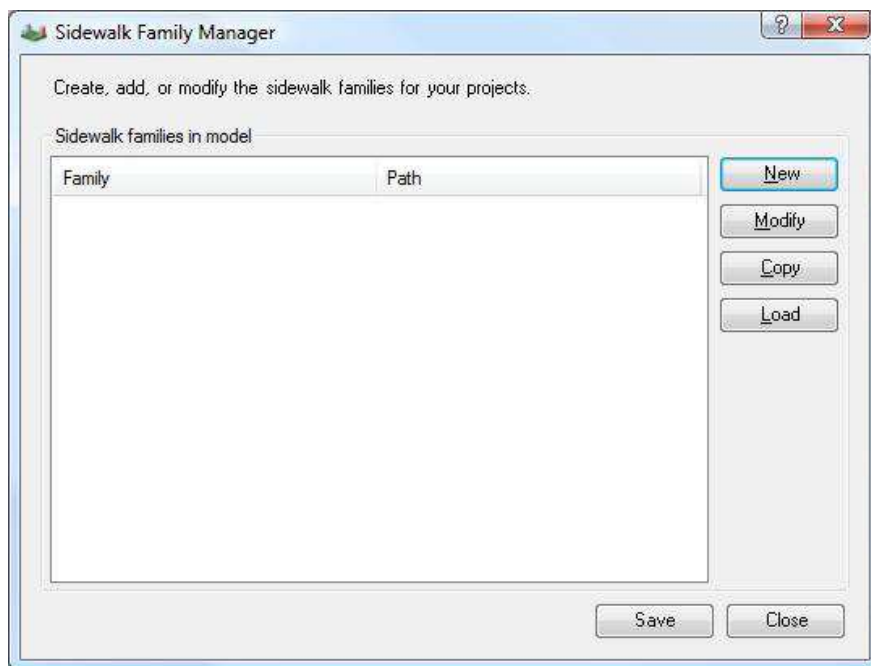 Sidewalk Family Manager
?
Create, add, or modify the sidewalk families for your projects.
Sidewalk families in model
Family Path
New
Modify
Copy
Load
Save Close